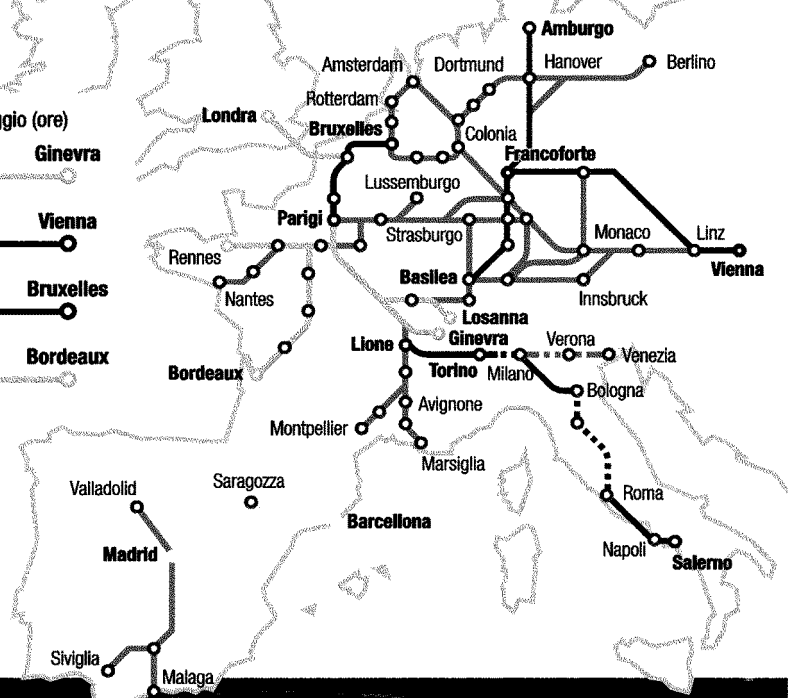 Amburgo
Amsterdam
Dortmund
Hanover
Berlino
Rotterdam
ggio (ore)
Londra
Bruxelles
Colonia
Ginevra
Francoforte
Lussemburgo
Vienna
Parigi
Strasburgo
Monaco
Linz
Rennes
Vienna
Basilea
Bruxelles
Nantes
Innsbruck
Losanna
Ginevra
Verona
Lione
Bordeaux
Torino
Milano
Venezia
Bordeaux
Bologna
Avignone
Montpellier
Marsiglia
Valladolid
Saragozza
Roma
Barcellona
Madrid
Napoli
Salerno
Siviglia
Malaga